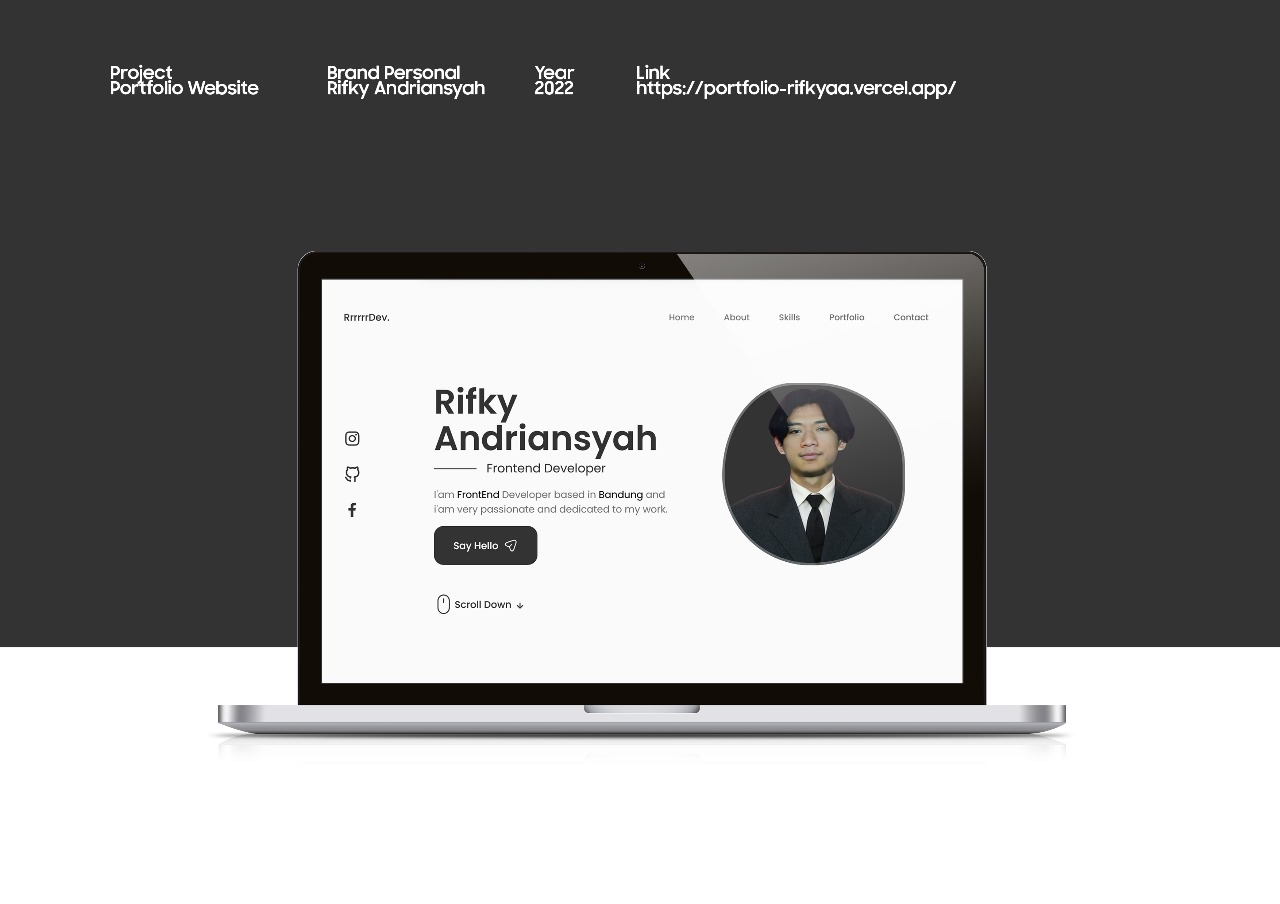 Project
Portfolio Website
Brand Personal
Rifky Andriansyah
Year
2022
Link
https://portfolio-rifkyaa.vercel.app/
RrrrrrDev.
Home About Skills Portfolio Contact
Rifky
Andriansyah
Frontend Developer
I'am FrontEnd Developer based in Bandung and
i'am very passionate and dedicated to my work.
Say Hello
Scroll Down